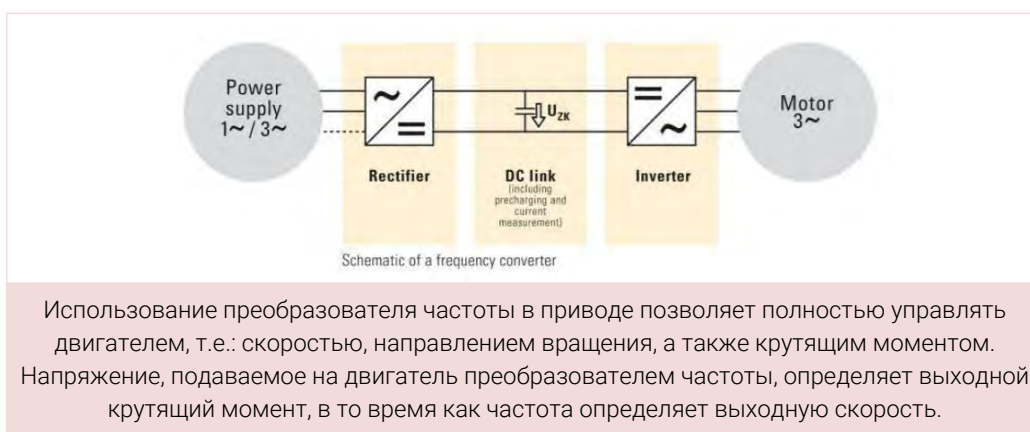 Power
supply
1~ / 3~
~
=
U ZK
=
~
Motor
3~
Rectifier
DC link
(including
precharging and
current
measurement)
Inverter
Schematic of a frequency converter
Использование преобразователя частоты в приводе позволяет полностью управлять
двигателем, т.е.: скоростью, направлением вращения, а также крутящим моментом.
Напряжение, подаваемое на двигатель преобразователем частоты, определяет выходной
крутящий момент, в то время как частота определяет выходную скорость.